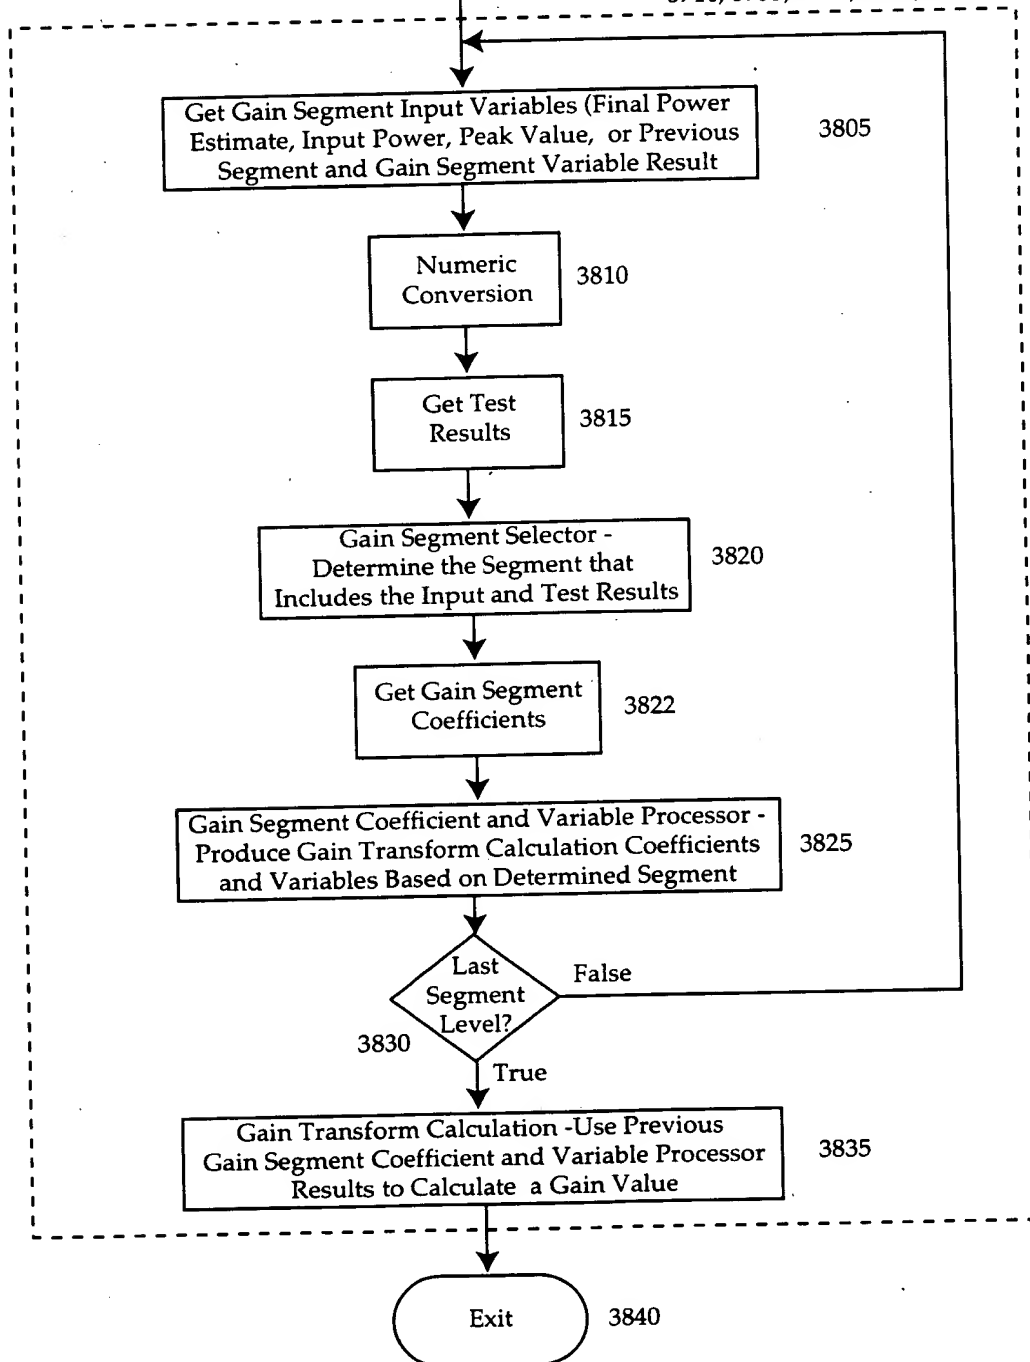 Get Gain Segment Input Variables (Final Power
Estimate, Input Power, Peak Value, or Previous
Segment and Gain Segment Variable Result
3805
Numeric
Conversion
3810
Get Test
Results
3815
Gain Segment Selector -
Determine the Segment that
Includes the Input and Test Results
3820
Get Gain Segment
Coefficients
3822
Gain Segment Coefficient and Variable Processor -
Produce Gain Transform Calculation Coefficients
and Variables Based on Determined Segment
3825
Last
Segment
Level?
False
3830
True
Gain Transform Calculation -Use Previous
Gain Segment Coefficient and Variable Processor
Results to Calculate a Gain Value
3835
Exit
3840